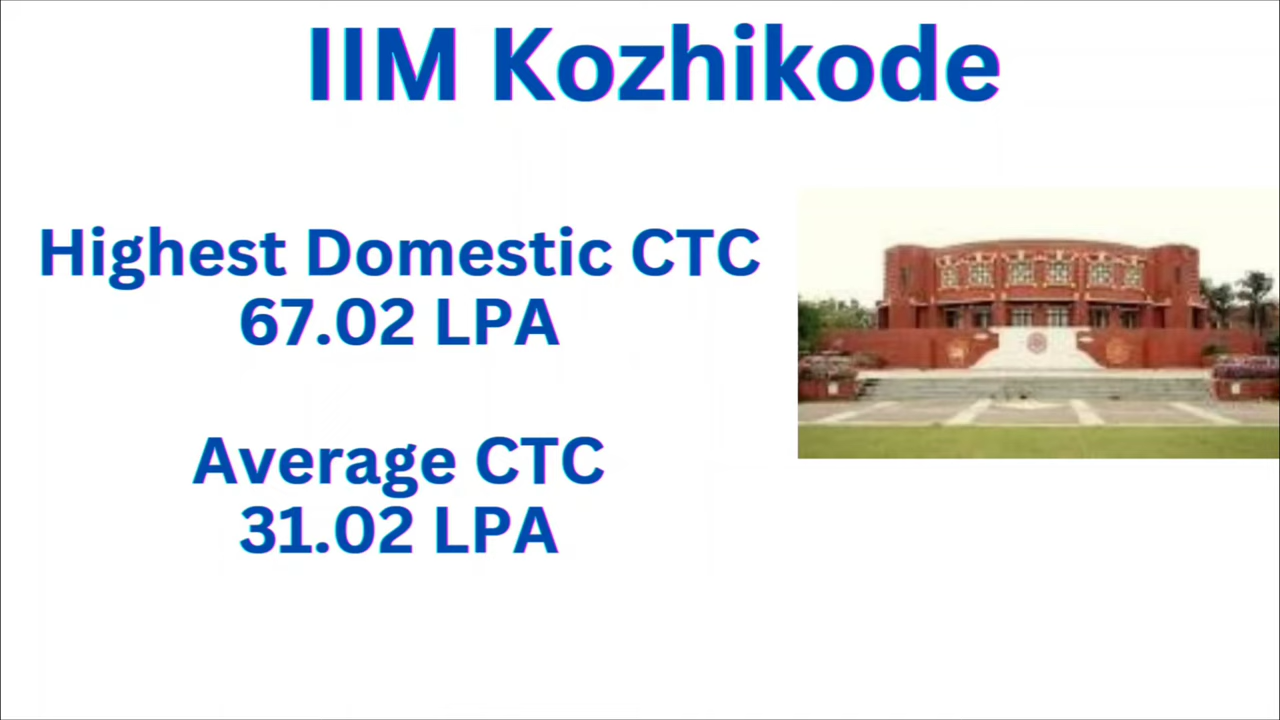 IIM Kozhikode
Highest Domestic CTC
67.02 LPA
Average CTC
31.02 LPA